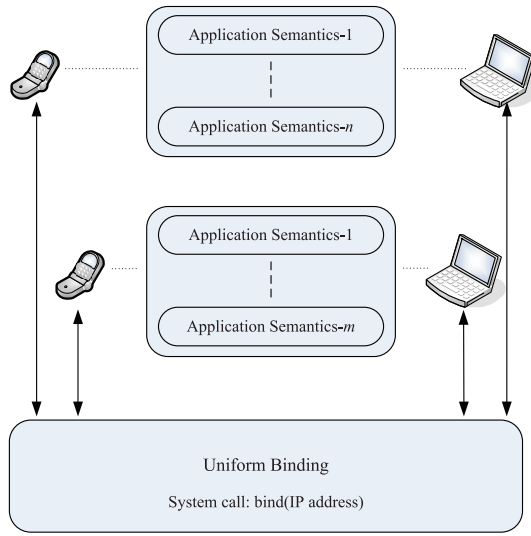 Application Semantics-1
Application Semantics-n
Application Semantics-1
Application Semantics-m
Uniform Binding
System call: bind(IP address)